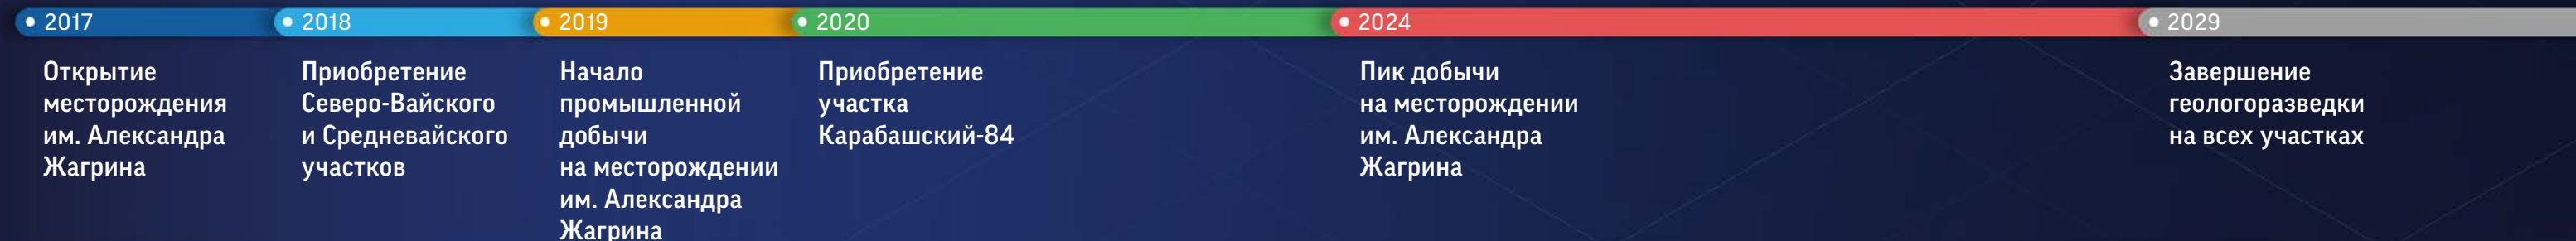 2017
Открытие
месторождения
им. Александра
Жагрина
2018
Приобретение
Северо-Вайского
и Средневайского
участков
2019
Начало
промышленной
добычи
на месторождении
им. Александра
Жагрина
2020
Приобретение
участка
Карабашский-84
2024
Пик добычи
на месторождении
им. Александра
Жагрина
2029
Завершение
геологоразведки
на всех участках